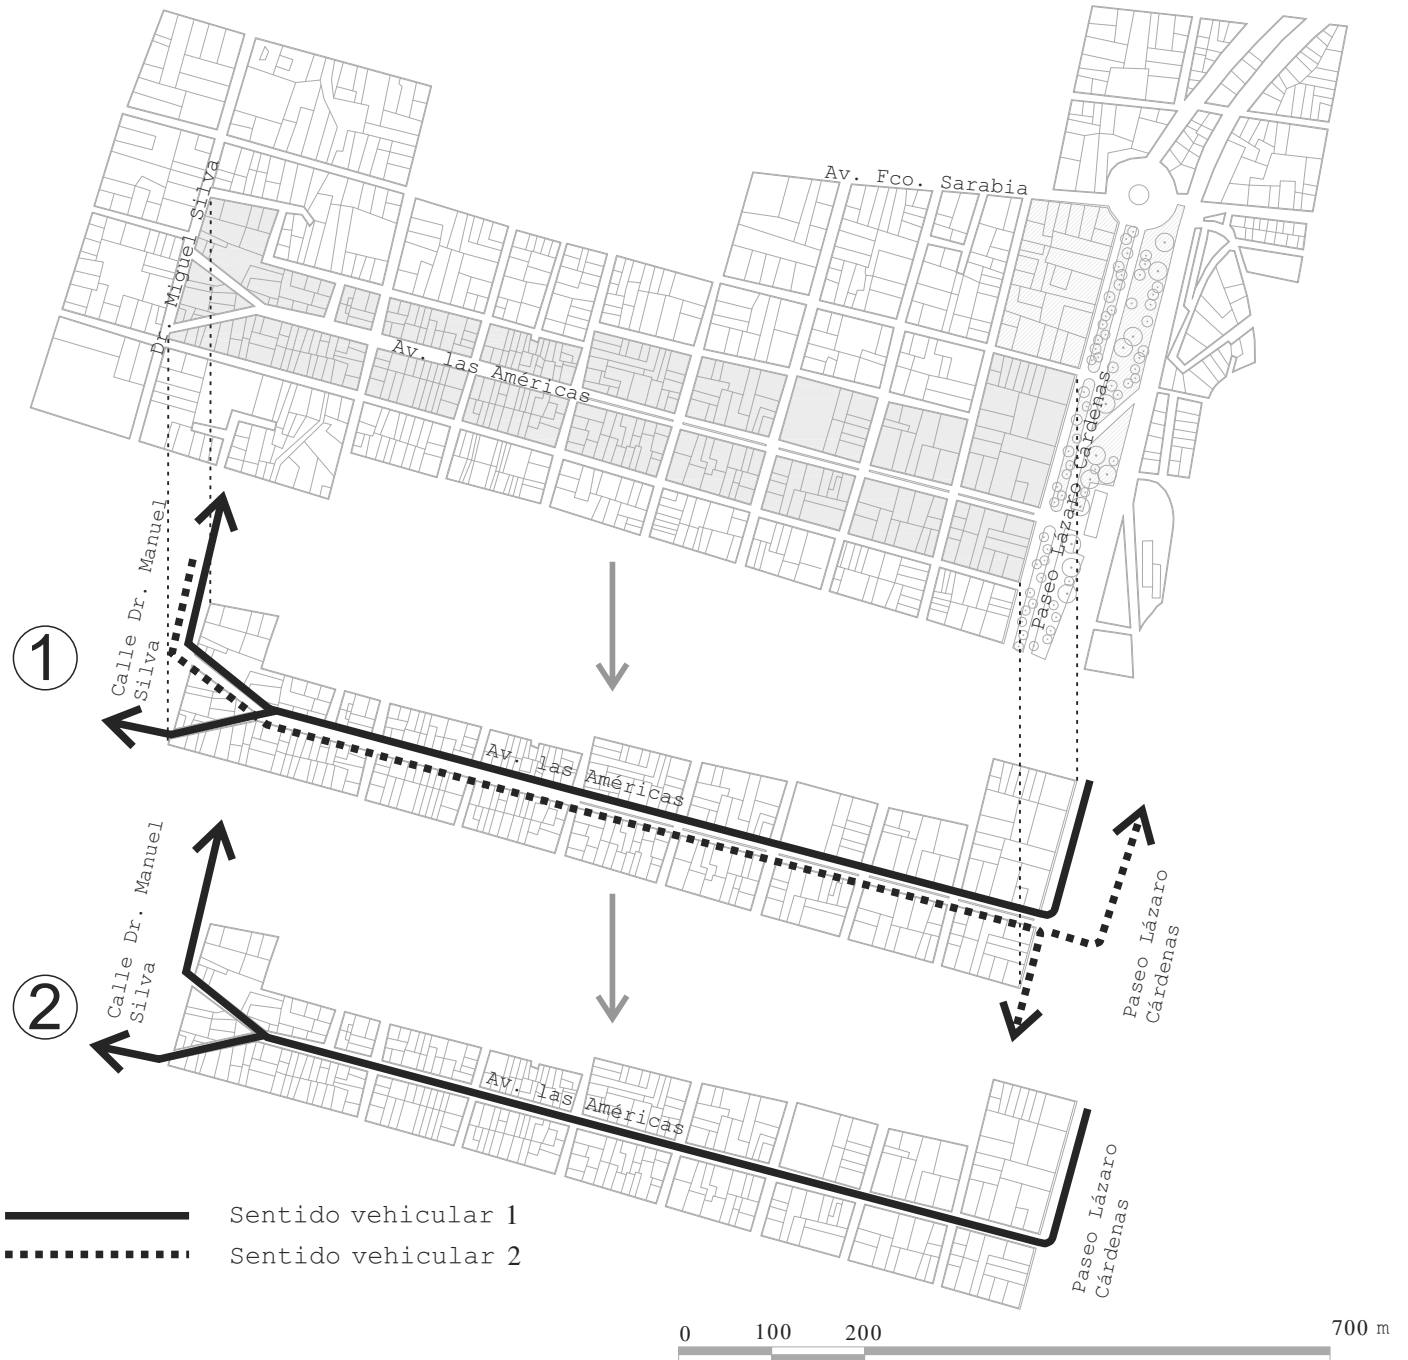 Av. Fco. Sarabia
Dr. Miguel Silva
Av. las Américas
Paseo Lázaro Cárdenas
1
Calle Dr. Manuel
Silva
Av. las Américas
Paseo Lázaro
Cárdenas
2
Calle Dr. Manuel
Silva
Av. las Américas
Paseo Lázaro
Cárdenas
Sentido vehicular 1
Sentido vehicular 2
0 100 200 700 m